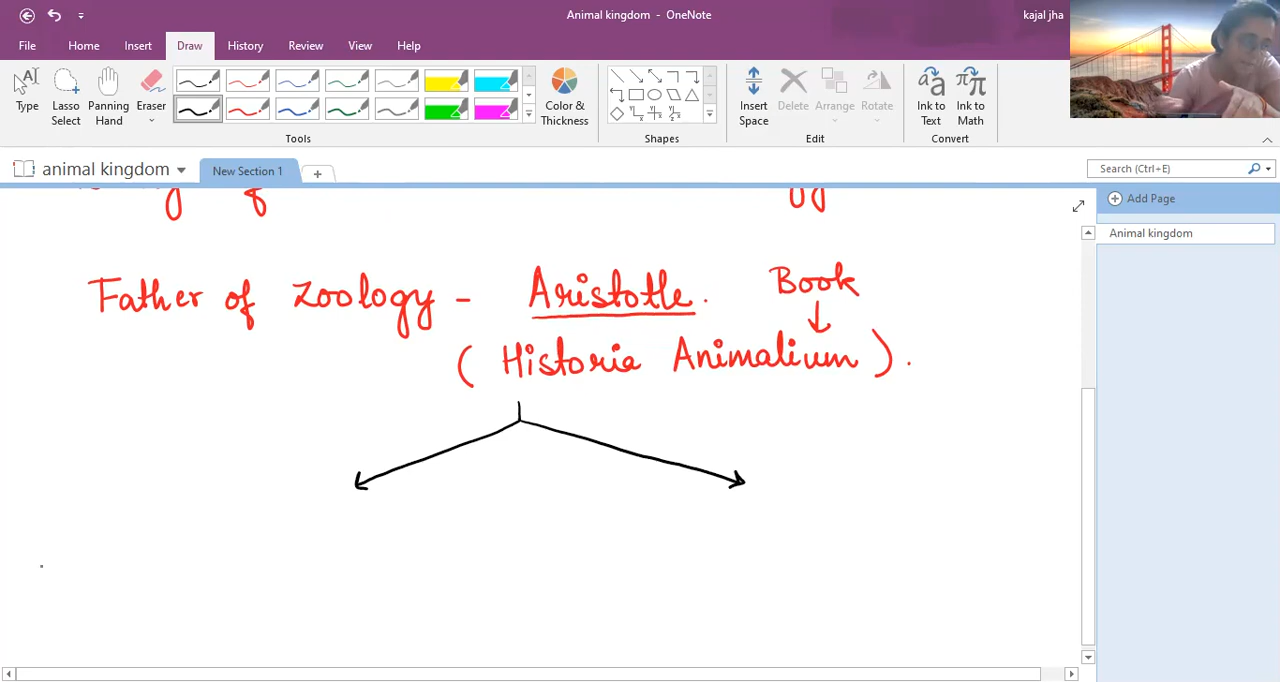 Animal kingdom - OneNote
kajal jha
File Home Insert Draw History Review View Help
Type
Lasso Select
Panning Hand
Eraser
Color & Thickness
Insert Space
Delete
Arrange
Rotate
Ink to Text
Ink to Math
Tools
Shapes
Edit
Convert
animal kingdom
New Section 1
Search (Ctrl+E)
Add Page
Animal kingdom
of
Father of zoology - Aristotle. Book
( Historia Animalium ).